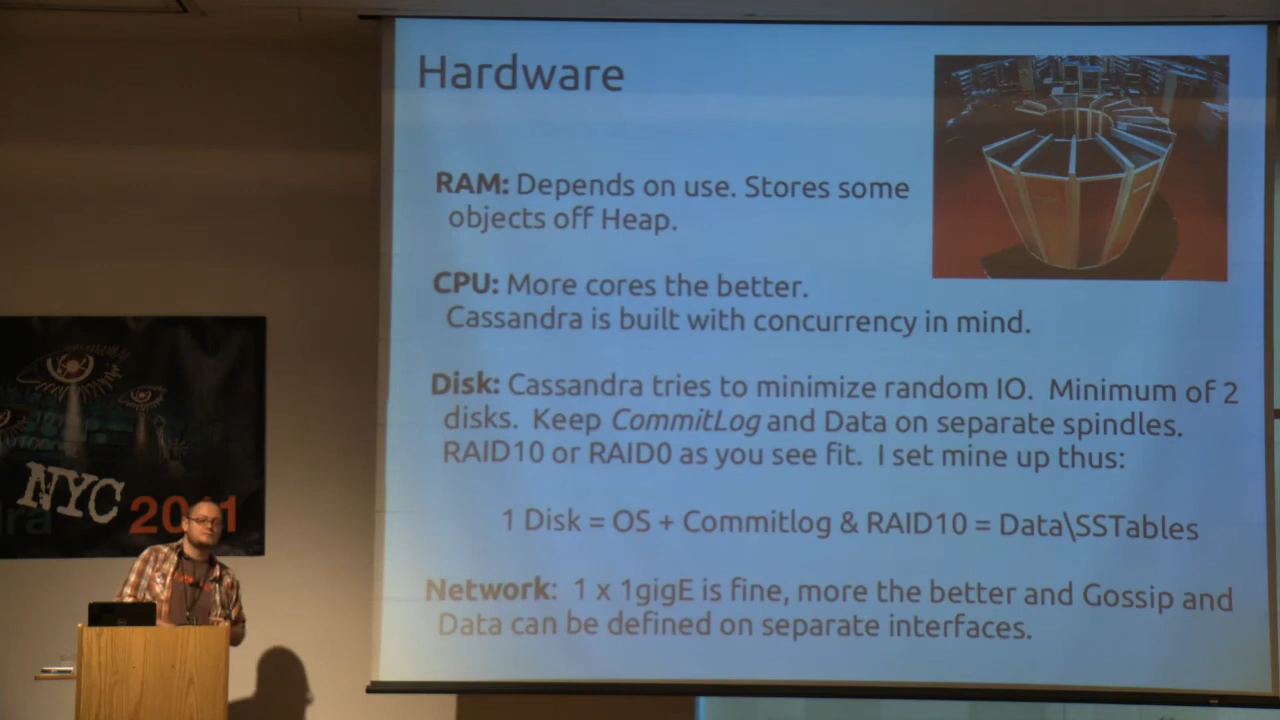 Hardware
RAM: Depends on use. Stores some
objects off Heap.
CPU: More cores the better.
Cassandra is built with concurrency in mind.
Disk: Cassandra tries to minimize random IO. Minimum of 2
disks. Keep CommitLog and Data on separate spindles.
RAID10 or RAID0 as you see fit. I set mine up thus:
1 Disk = OS + Commitlog & RAID10 = Data\SSTables
Network: 1 x 1gigE is fine, more the better and Gossip and
Data can be defined on separate interfaces.
NYC
2011